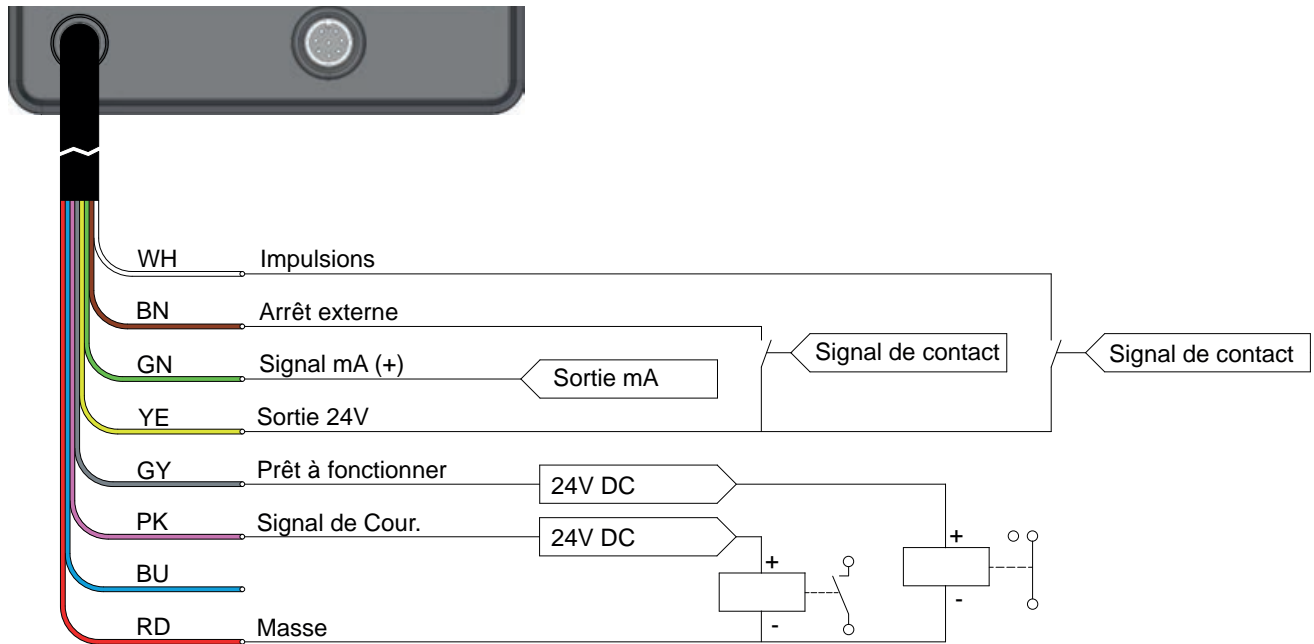 WH Impulsions
BN Arrêt externe
Signal de contact
Signal de contact
GN Signal mA (+)
Sortie mA
YE Sortie 24V
GY Prêt à fonctionner
24V DC
PK Signal de Cour.
24V DC
+
+
BU
-
-
RD Masse